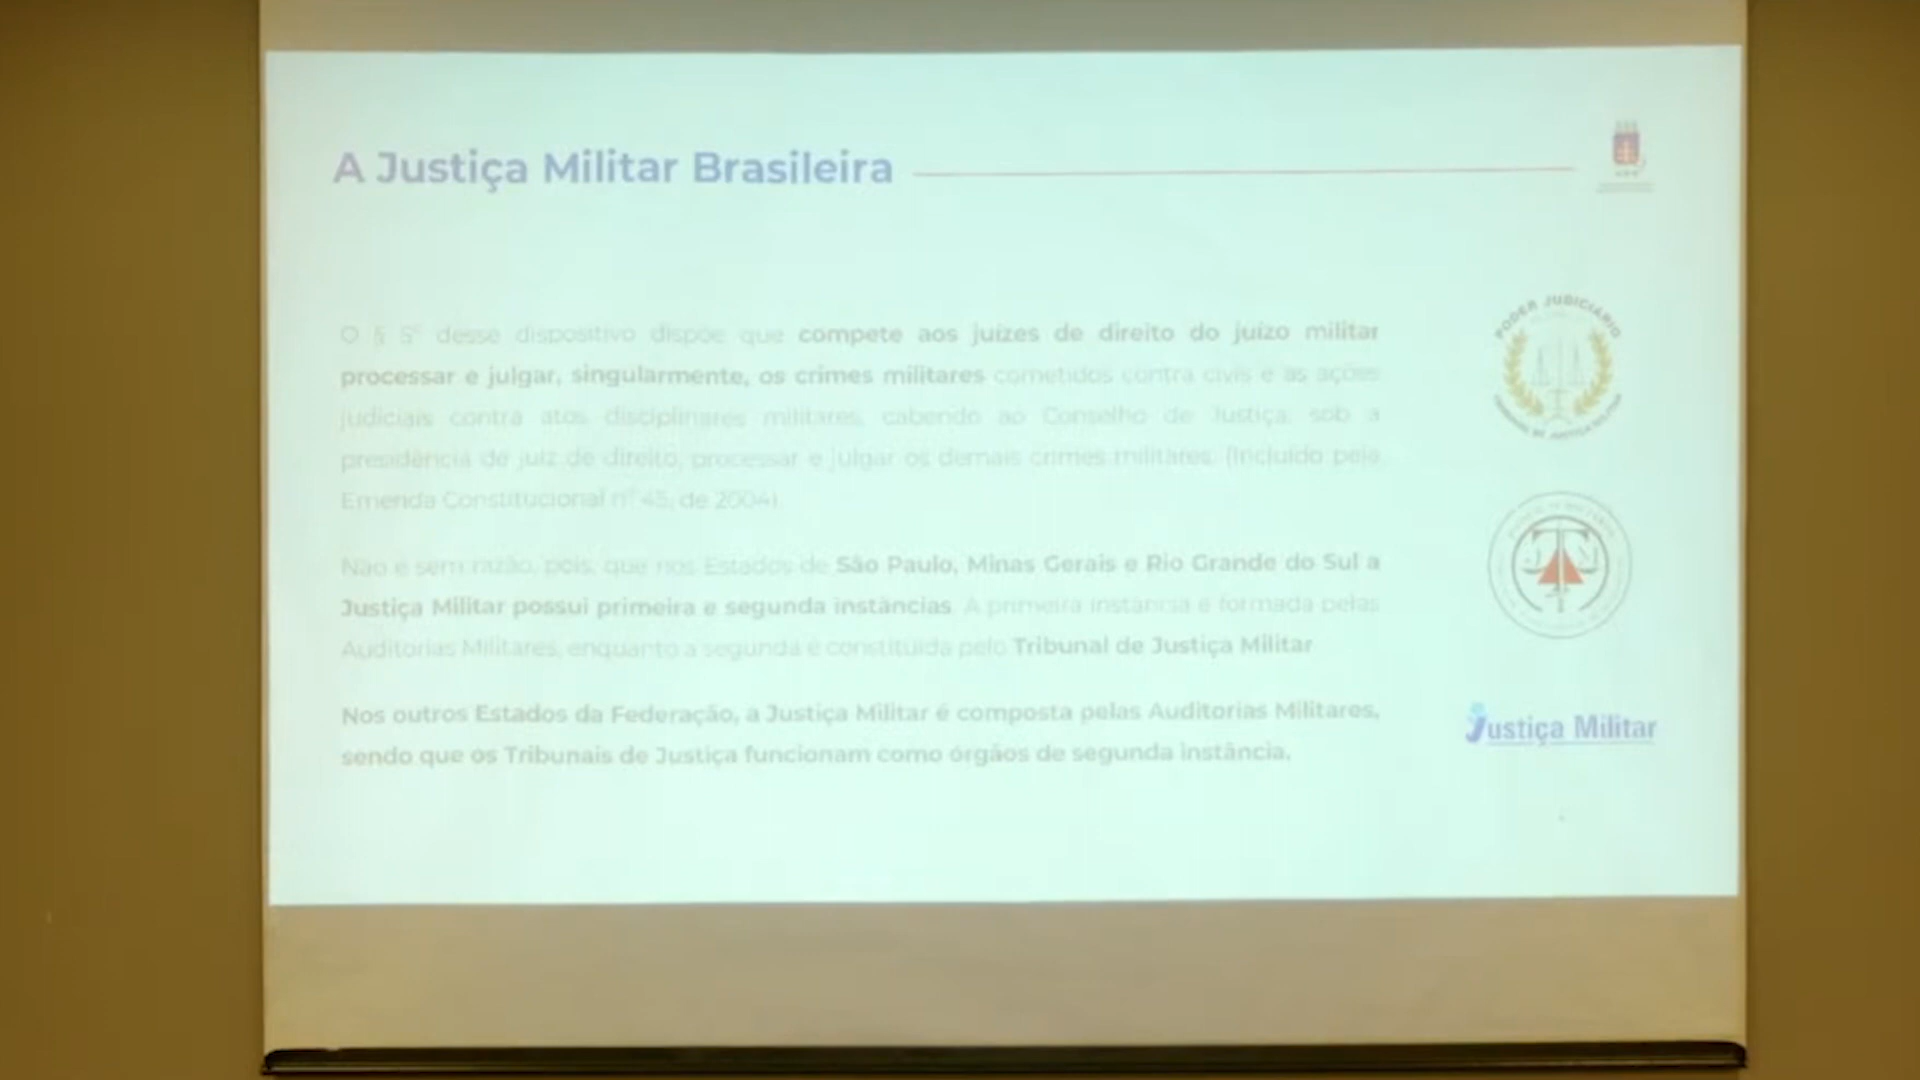 A Justiça Militar Brasileira
O § 5º desse dispositivo dispõe que compete aos juízes de direito do juízo militar
processar e julgar, singularmente, os crimes militares cometidos contra civis e as ações
judiciais contra atos disciplinares militares, cabendo ao Conselho de Justiça, sob a
presidência de juiz de direito, processar e julgar os demais crimes militares. (Incluído pela
Emenda Constitucional nº 45, de 2004)
Não é sem razão, pois, que nos Estados de São Paulo, Minas Gerais e Rio Grande do Sul a
Justiça Militar possui primeira e segunda instâncias. A primeira instância é formada pelas
Auditorias Militares, enquanto a segunda é constituída pelo Tribunal de Justiça Militar
Nos outros Estados da Federação, a Justiça Militar é composta pelas Auditorias Militares,
sendo que os Tribunais de Justiça funcionam como órgãos de segunda instância.
PODER JUDICIÁRIO
TRIBUNAL DE JUSTIÇA MILITAR
Justiça Militar